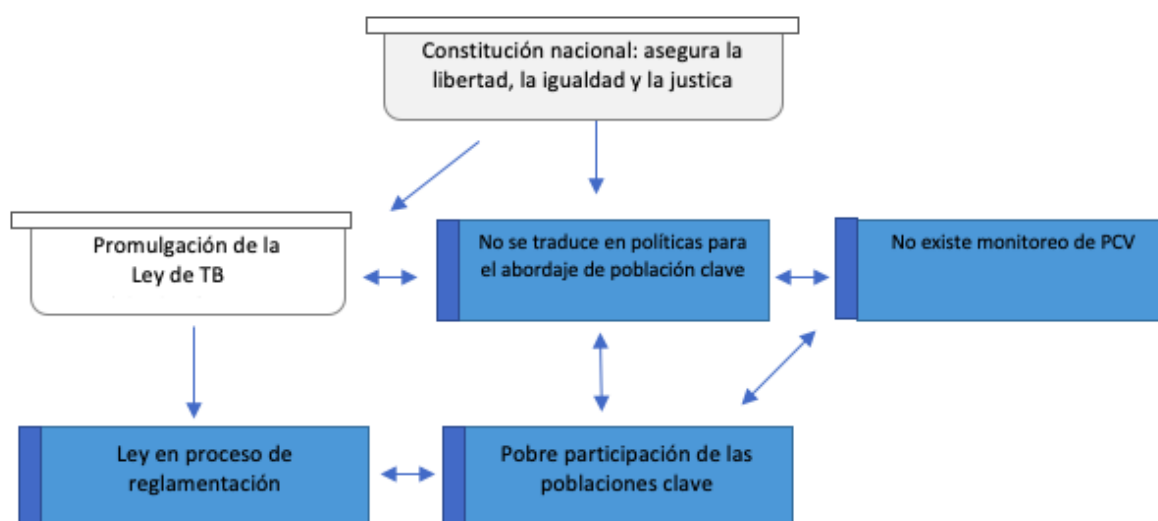 Constitución nacional: asegura la
libertad, la igualdad y la justica
Promulgación de la
Ley de TB
No se traduce en políticas para
el abordaje de población clave
No existe monitoreo de PCV
Ley en proceso de
reglamentación
Pobre participación de las
poblaciones clave